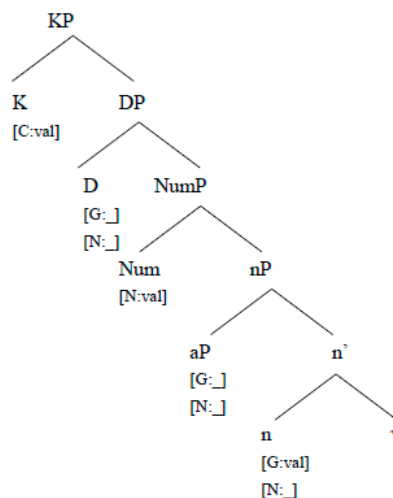 KP
K DP
[C:val]
D NumP
[G:_]
[N:_]
Num nP
[N:val]
aP n’
[G:_]
[N:_]
n
[G:val]
[N:_]